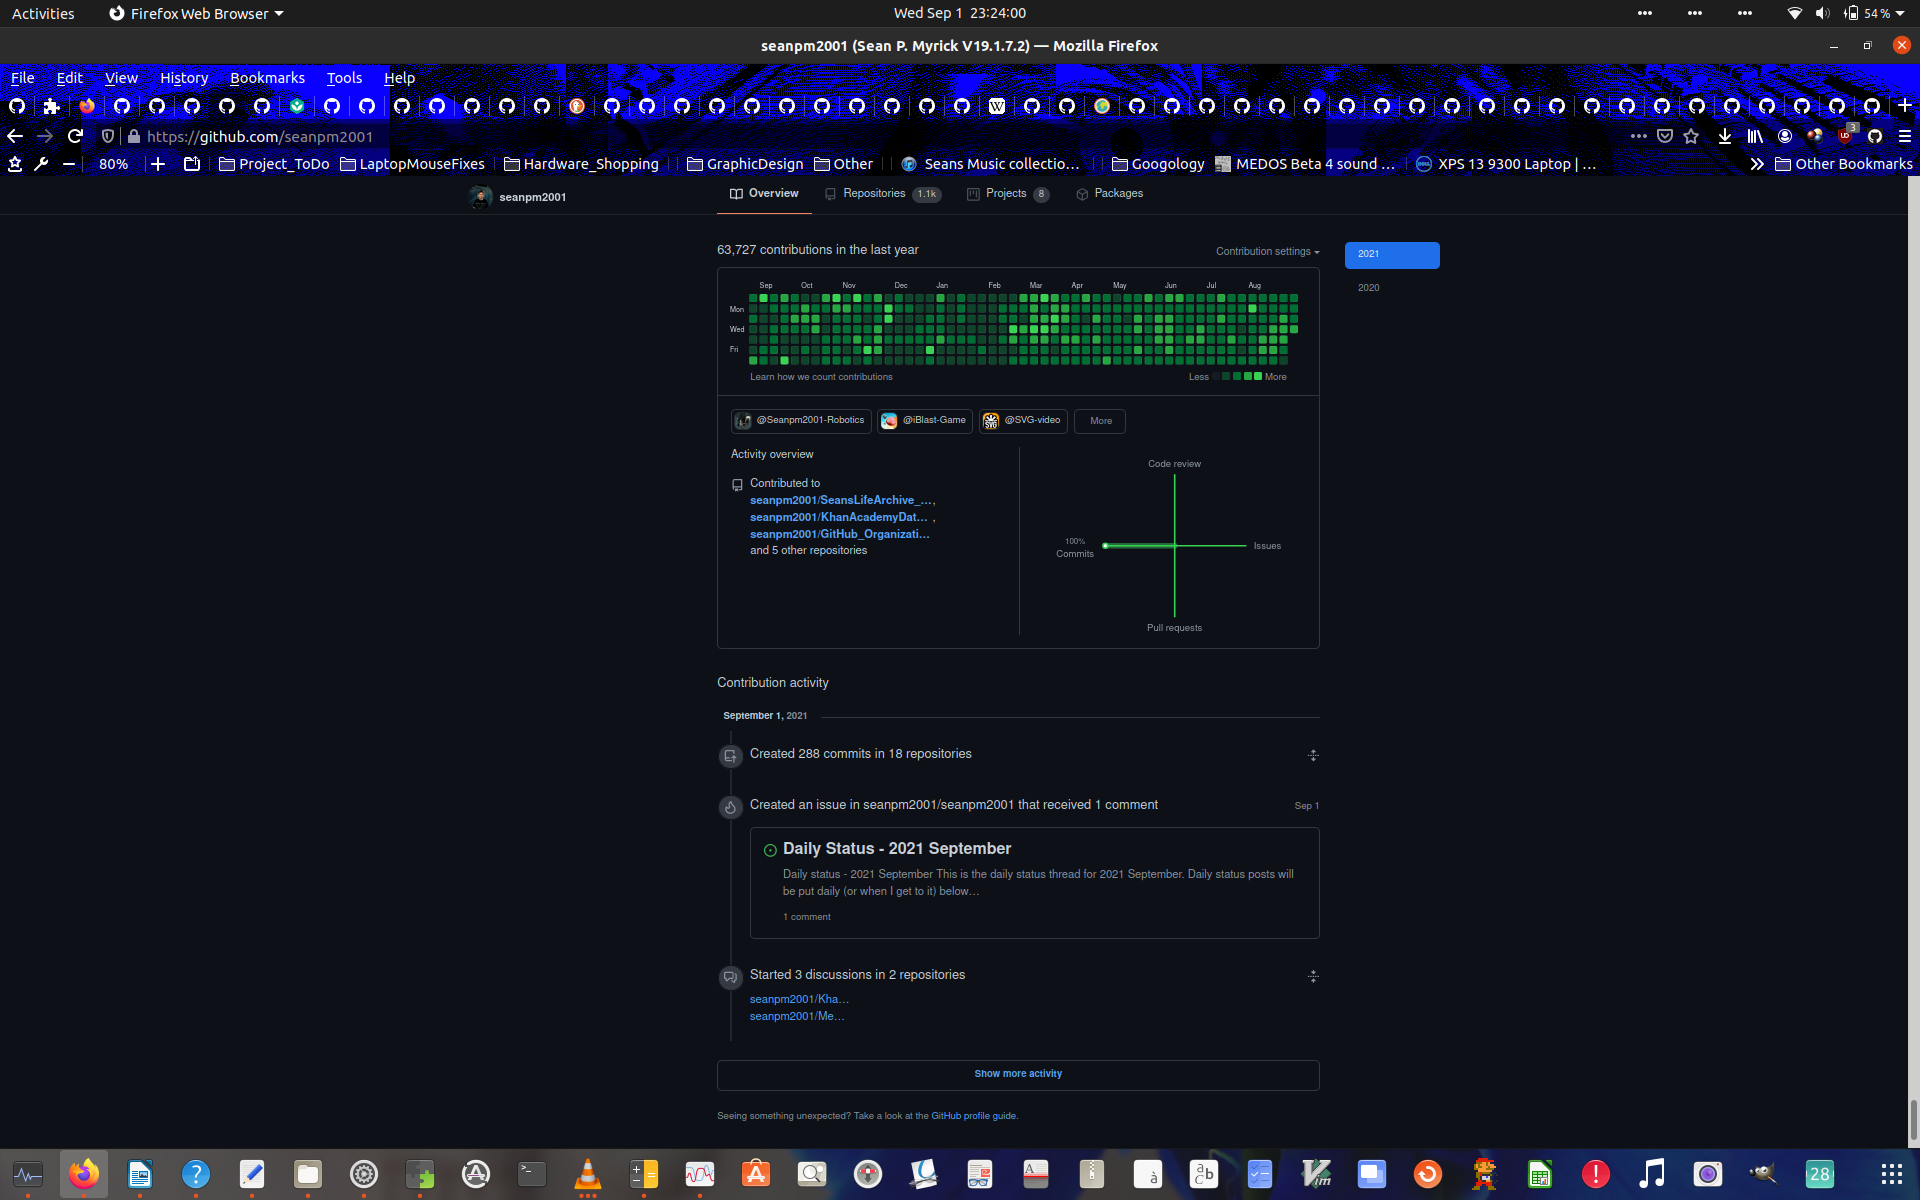 Activities
Firefox Web Browser
Wed Sep 1 23:24:00
54 %
seanpm2001 (Sean P. Myrick V19.1.7.2) — Mozilla Firefox
File Edit View History Bookmarks Tools Help
https://github.com/seanpm2001
3
80%
Project_ToDo
LaptopMouseFixes
Hardware_Shopping
GraphicDesign
Other
Seans Music collectio…
Googology
MEDOS Beta 4 sound …
XPS 13 9300 Laptop | …
Other Bookmarks
seanpm2001
Overview
Repositories 1.1k
Projects 8
Packages
63,727 contributions in the last year
Contribution settings
2021
2020
Sep Oct Nov Dec Jan Feb Mar Apr May Jun Jul Aug
Mon
Wed
Fri
Learn how we count contributions
Less More
@Seanpm2001-Robotics
@iBlast-Game
@SVG-video
More
Activity overview
Contributed to
seanpm2001/SeansLifeArchive_…,
seanpm2001/KhanAcademyDat… ,
seanpm2001/GitHub_Organizati…
and 5 other repositories
Code review
100%
Commits
Issues
Pull requests
Contribution activity
September 1, 2021
Created 288 commits in 18 repositories
Created an issue in seanpm2001/seanpm2001 that received 1 comment
Sep 1
Daily Status - 2021 September
Daily status - 2021 September This is the daily status thread for 2021 September. Daily status posts will
be put daily (or when I get to it) below…
1 comment
Started 3 discussions in 2 repositories
seanpm2001/Kha…
seanpm2001/Me…
Show more activity
Seeing something unexpected? Take a look at the GitHub profile guide.
28